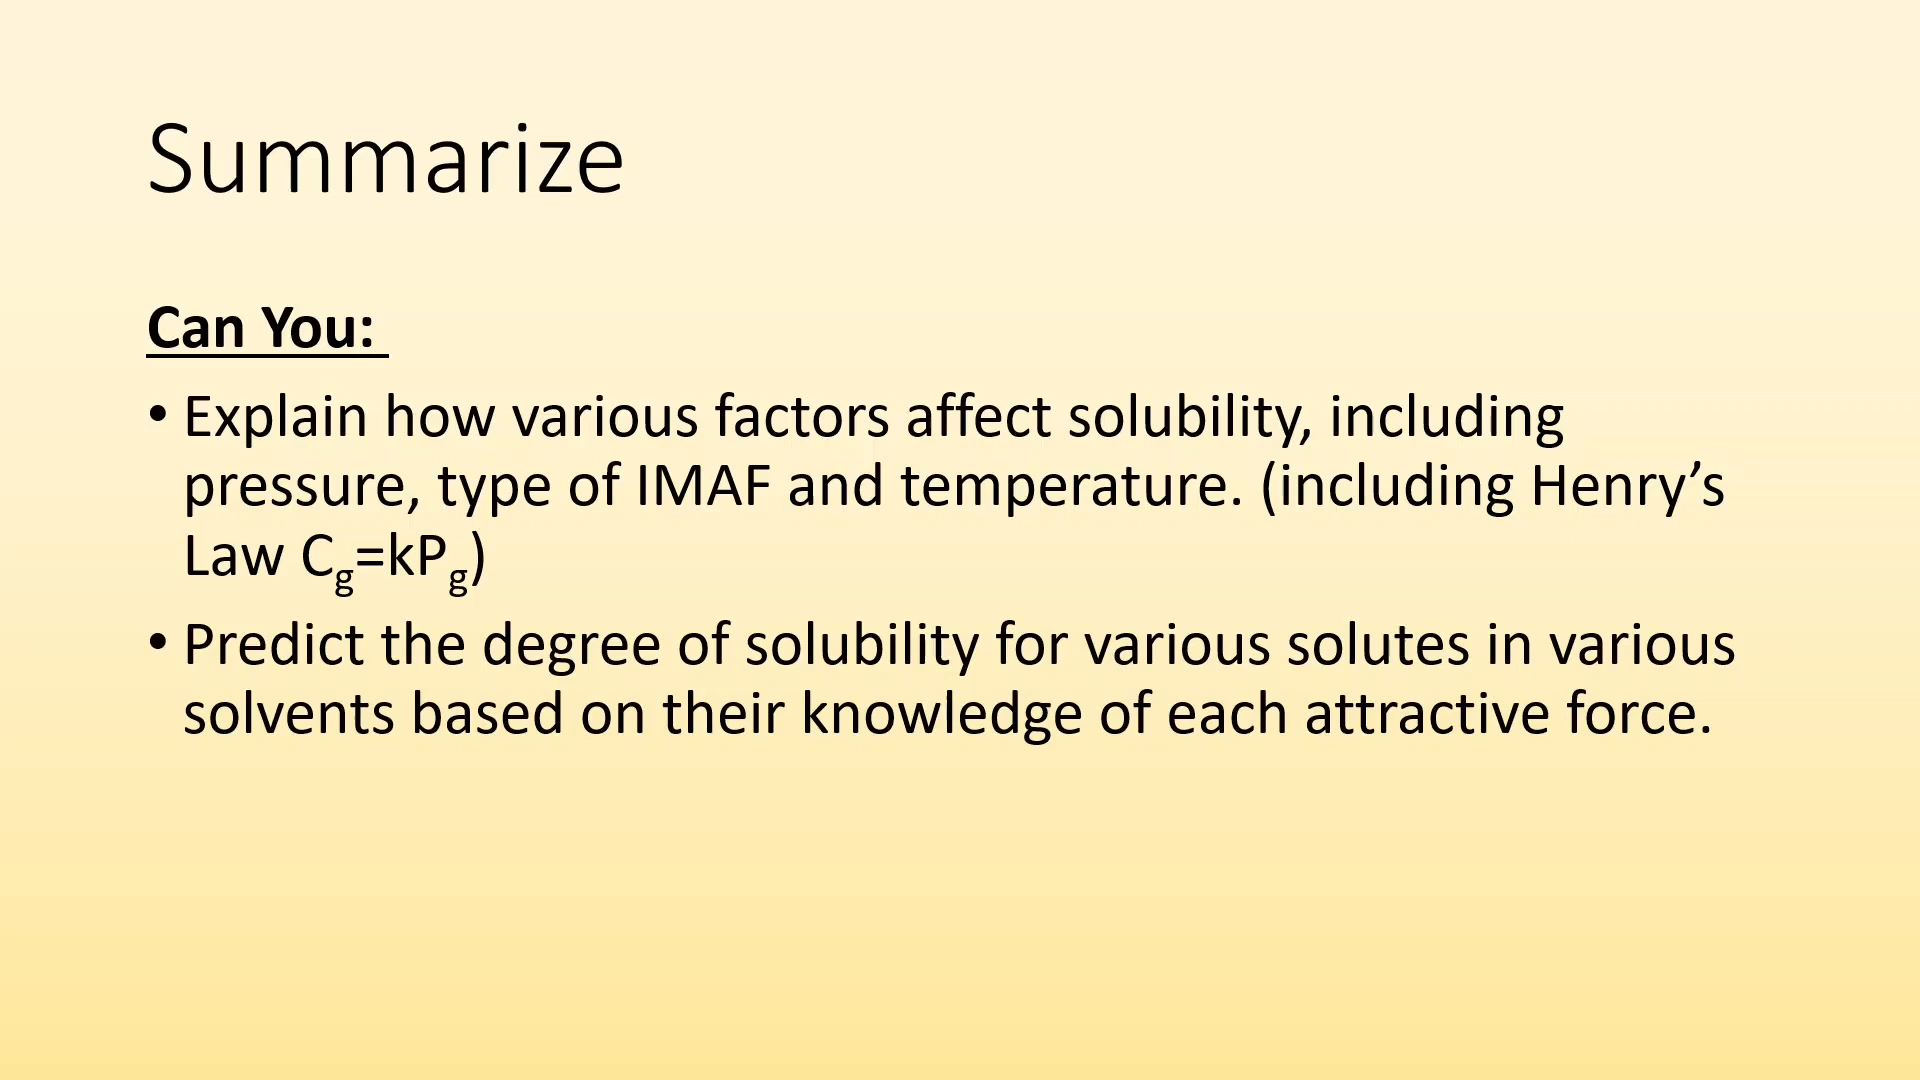 Summarize
Can You:
• Explain how various factors affect solubility, including
pressure, type of IMAF and temperature. (including Henry’s
Law Cg=kPg)
• Predict the degree of solubility for various solutes in various
solvents based on their knowledge of each attractive force.